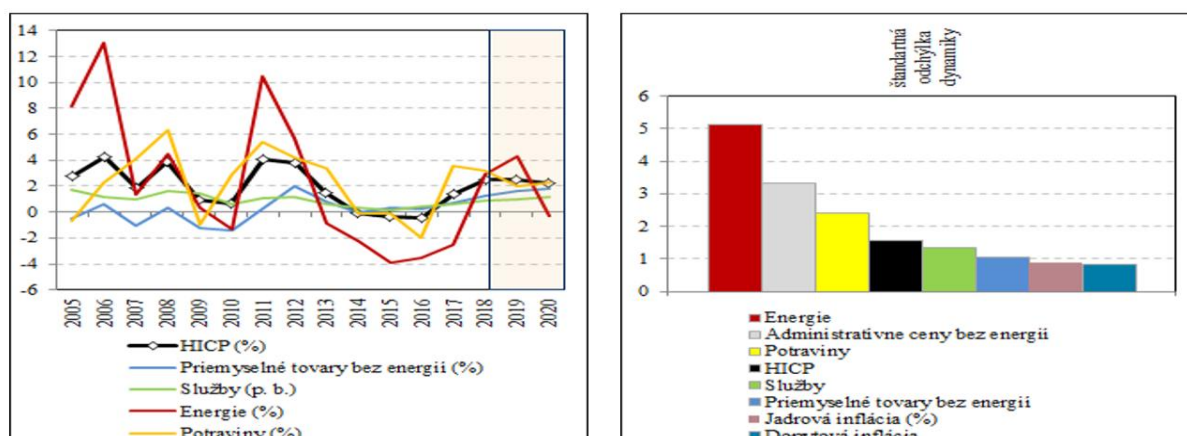 14
12
10
8
6
4
2
0
-2
-4
-6
2005
2006
2007
2008
2009
2010
2011
2012
2013
2014
2015
2016
2017
2018
2019
2020
HICP (%)
Priemyselné tovary bez energií (%)
Služby (p. b.)
Energie (%)
Potraviny (%)
štandartná
odchýlka
dynamiky
6
5
4
3
2
1
0
Energie
Administratívne ceny bez energií
Potraviny
HICP
Služby
Priemyselné tovary bez energií
Jadrová inflácia (%)
Dopytová inflácia